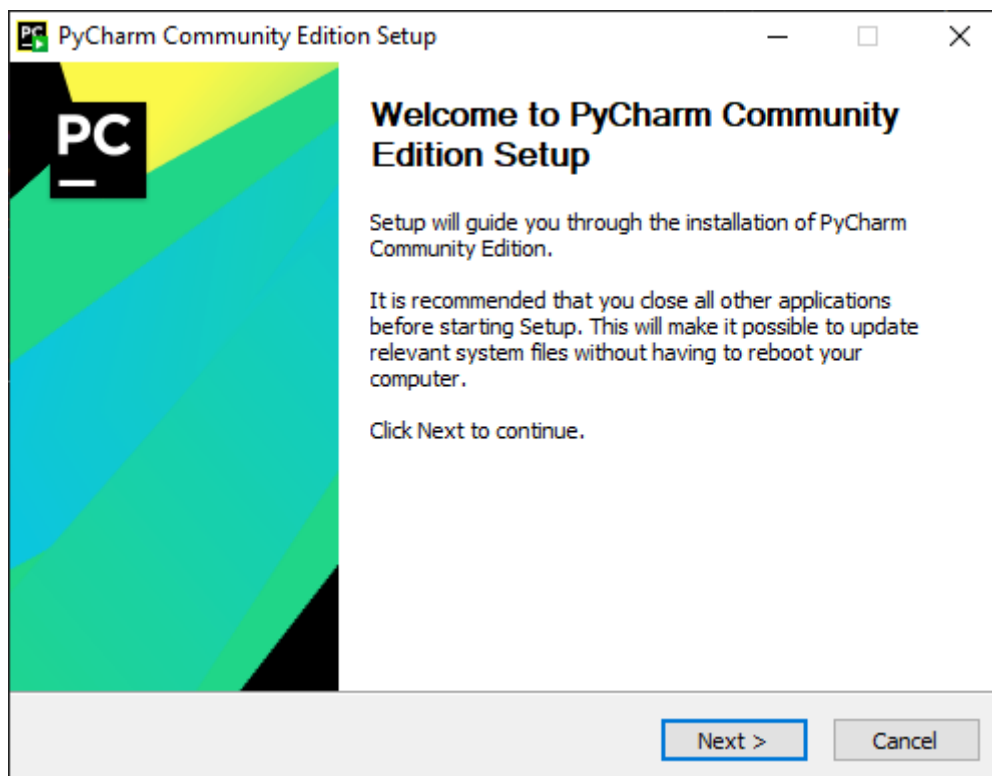 PyCharm Community Edition Setup
PC
Welcome to PyCharm Community
Edition Setup
Setup will guide you through the installation of PyCharm
Community Edition.
It is recommended that you close all other applications
before starting Setup. This will make it possible to update
relevant system files without having to reboot your
computer.
Click Next to continue.
Next >
Cancel